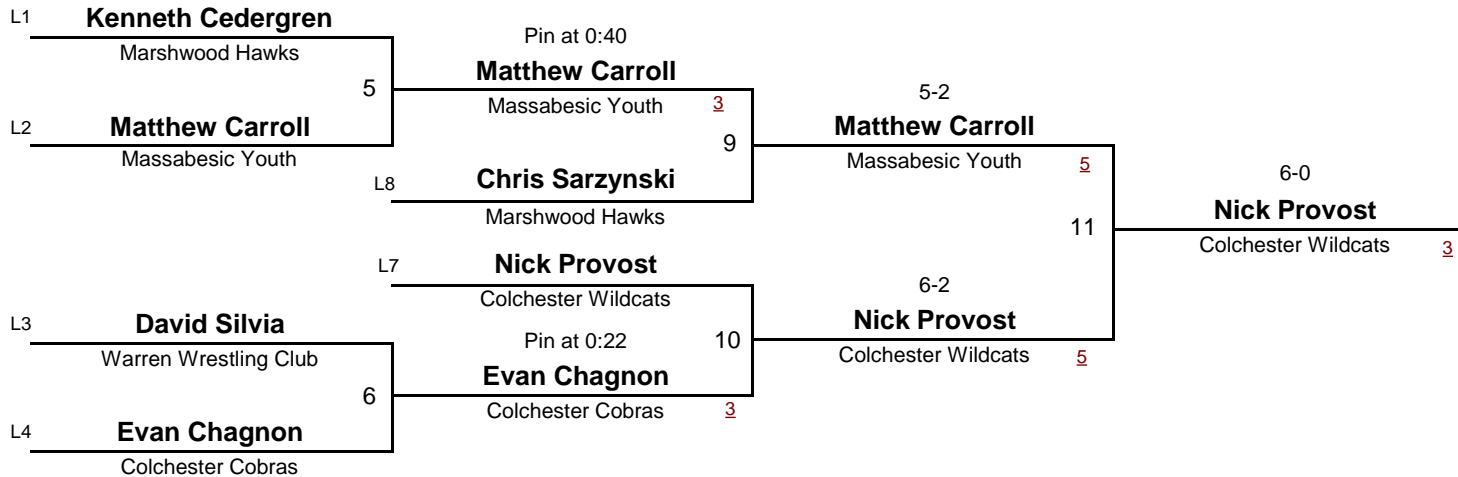 L1 Kenneth Cedergren
Marshwood Hawks
5
L2 Matthew Carroll
Massabesic Youth
Pin at 0:40
Matthew Carroll
Massabesic Youth 3
9
L8 Chris Sarzynski
Marshwood Hawks
5-2
Matthew Carroll
Massabesic Youth 5
11
6-0
Nick Provost
Colchester Wildcats 3
L7 Nick Provost
Colchester Wildcats
10
6-2
Nick Provost
Colchester Wildcats 5
L3 David Silvia
Warren Wrestling Club
6
L4 Evan Chagnon
Colchester Cobras
Pin at 0:22
Evan Chagnon
Colchester Cobras 3